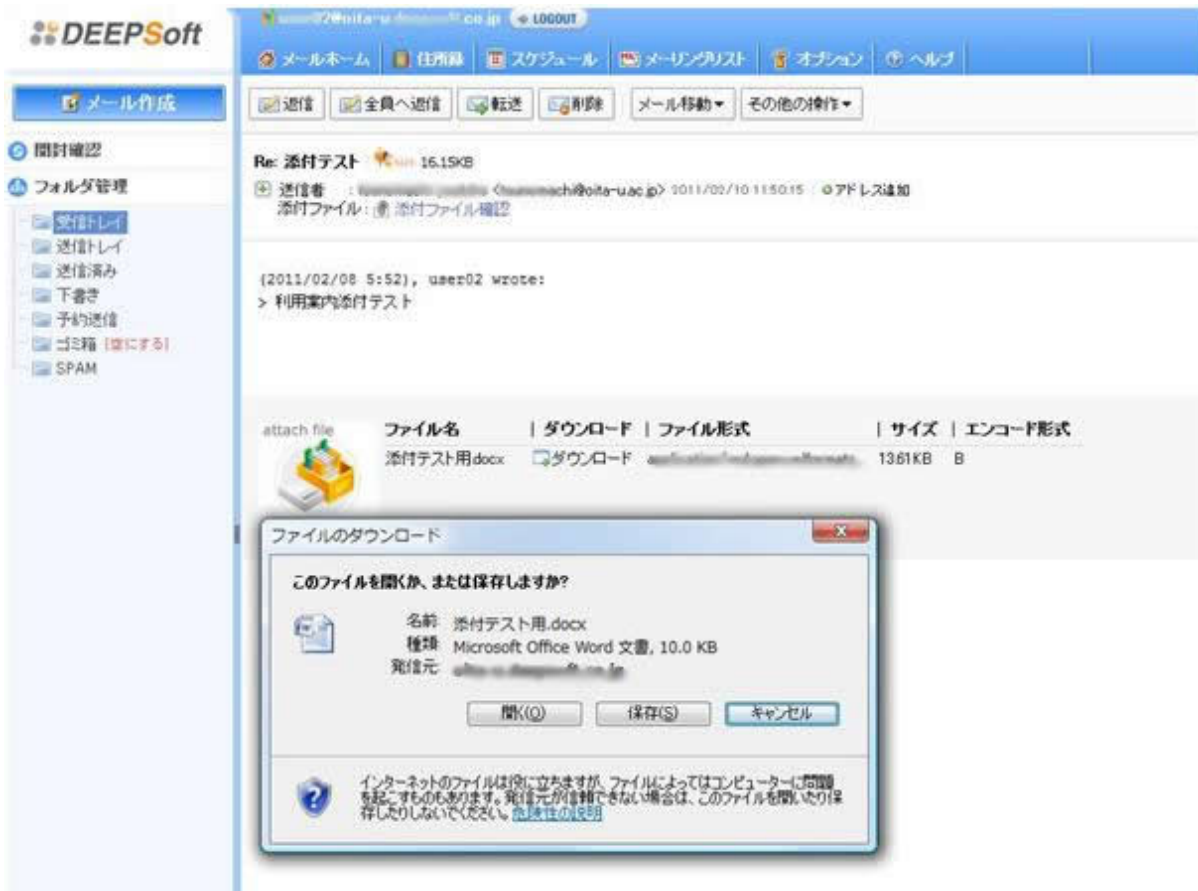 DEEPSoft
LOGOUT
メールホーム 住所録 スケジュール メーリングリスト オプション ヘルプ
メール作成
返信 全員へ返信 転送 削除 メール移動▼ その他の操作▼
開封確認
フォルダ管理
受信トレイ
送信トレイ
送信済み
下書き
予約送信
ゴミ箱 [空にする]
SPAM
Re: 添付テスト 16.15KB
送信者 : machi@oita-u.ac.jp> 2011/02/10 11:50:15 アドレス追加
添付ファイル: 添付ファイル確認
(2011/02/08 5:52), user02 wrote:
> 利用案内添付テスト
attach file
ファイル名 | ダウンロード | ファイル形式 | サイズ | エンコード形式
添付テスト用.docx ダウンロード 13.61KB B
ファイルのダウンロード
このファイルを開くか、または保存しますか?
名前 添付テスト用.docx
種類 Microsoft Office Word 文書, 10.0 KB
発信元
開く(O) 保存(S) キャンセル
インターネットのファイルは役に立ちますが、ファイルによってはコンピューターに問題
を起こすものもあります。発信元が信頼できない場合は、このファイルを開いたり保
存したりしないでください。危険性の説明